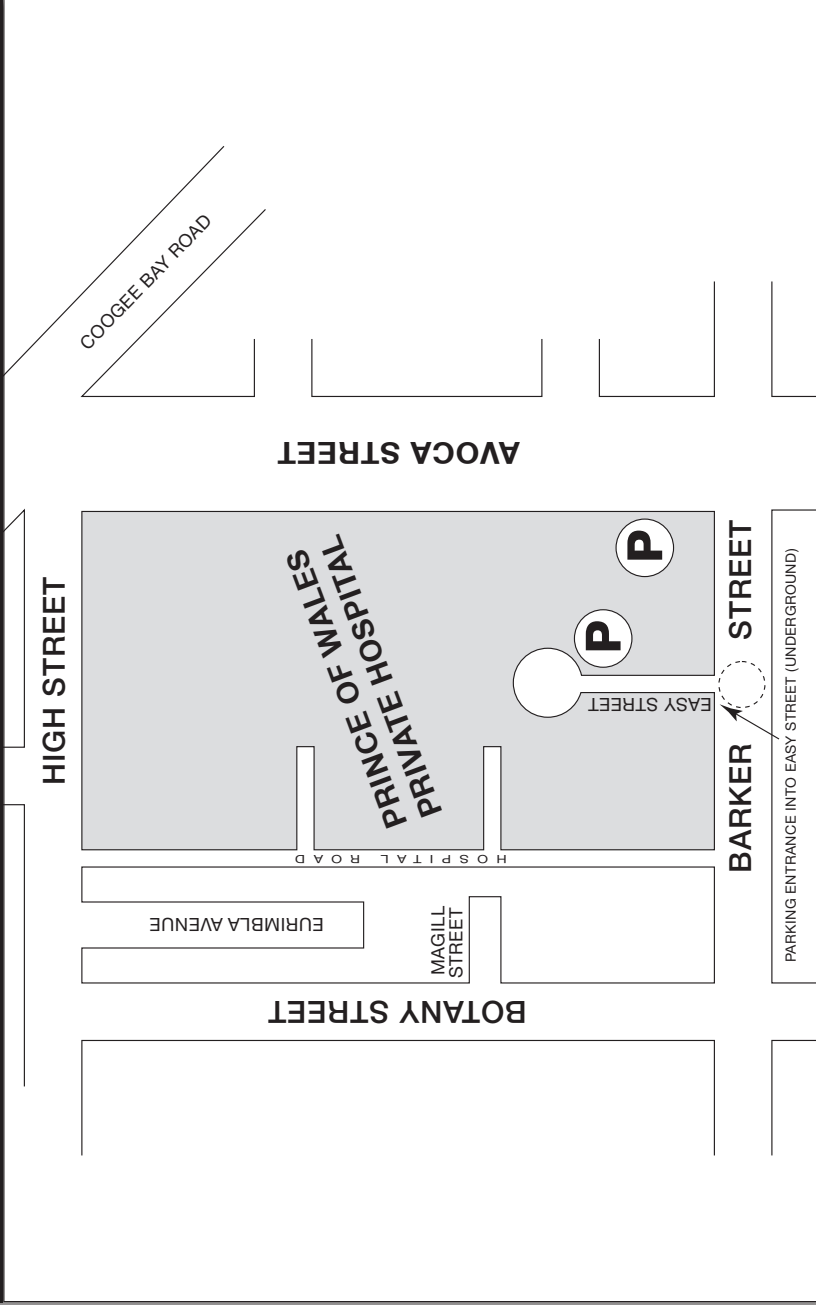 COOGEE BAY ROAD
AVOCA STREET
HIGH STREET
PRINCE OF WALES
PRIVATE HOSPITAL
P
P
EASY STREET
BARKER STREET
PARKING ENTRANCE INTO EASY STREET (UNDERGROUND)
HOSPITAL ROAD
EURIMBLA AVENUE
MAGILL
STREET
BOTANY STREET